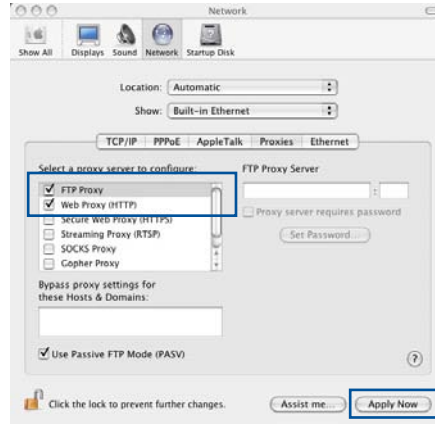 Network
Show All Displays Sound Network Startup Disk
Location: Automatic
Show: Built-in Ethernet
TCP/IP PPPoE AppleTalk Proxies Ethernet
Select a proxy server to configure: FTP Proxy Server
FTP Proxy
:
Web Proxy (HTTP)
Secure Web Proxy (HTTPS) Proxy server requires password
Streaming Proxy (RTSP) Set Password...
SOCKS Proxy
Gopher Proxy
Bypass proxy settings for
these Hosts & Domains:
Use Passive FTP Mode (PASV) ?
Click the lock to prevent further changes. Assist me... Apply Now